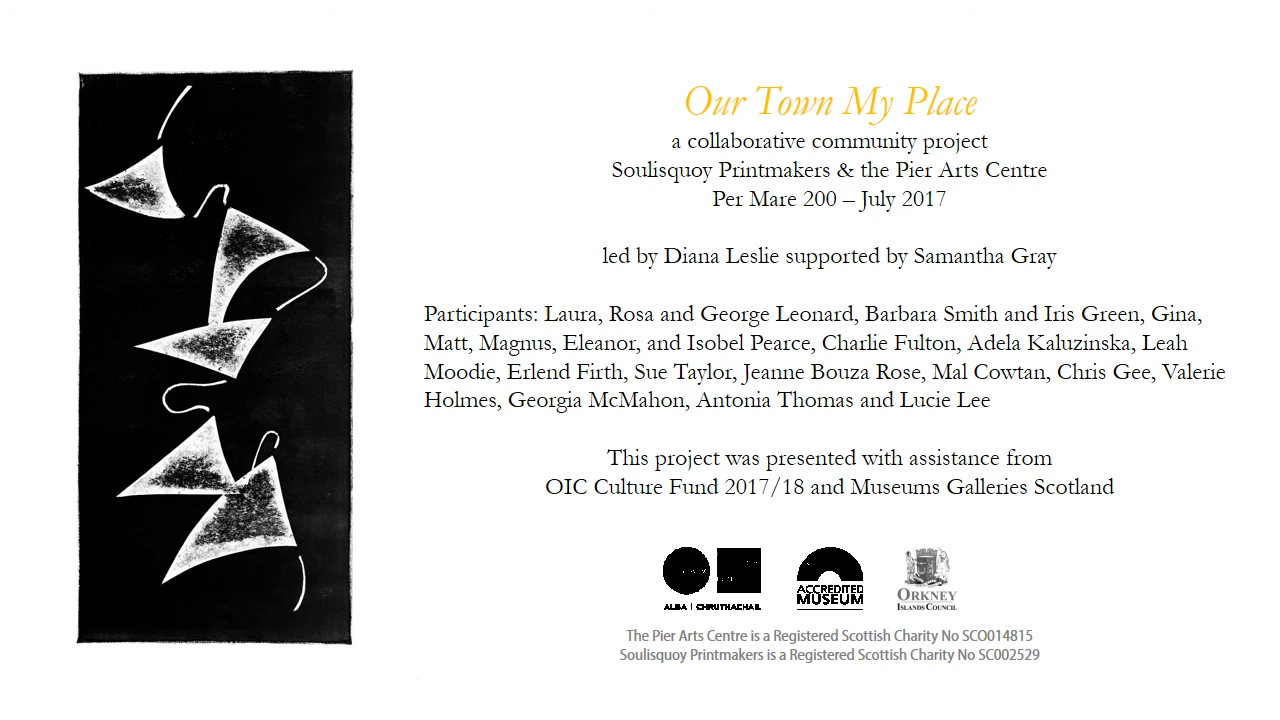 Our Town My Place
a collaborative community project
Soulisquoy Printmakers & the Pier Arts Centre
Per Mare 200 – July 2017
led by Diana Leslie supported by Samantha Gray
Participants: Laura, Rosa and George Leonard, Barbara Smith and Iris Green, Gina,
Matt, Magnus, Eleanor, and Isobel Pearce, Charlie Fulton, Adela Kaluzinska, Leah
Moodie, Erlend Firth, Sue Taylor, Jeanne Bouza Rose, Mal Cowtan, Chris Gee, Valerie
Holmes, Georgia McMahon, Antonia Thomas and Lucie Lee
This project was presented with assistance from
OIC Culture Fund 2017/18 and Museums Galleries Scotland
ALBA | CHRUTHACHAIL
ACCREDITED
MUSEUM
ORKNEY
ISLANDS COUNCIL
The Pier Arts Centre is a Registered Scottish Charity No SCO014815
Soulisquoy Printmakers is a Registered Scottish Charity No SC002529